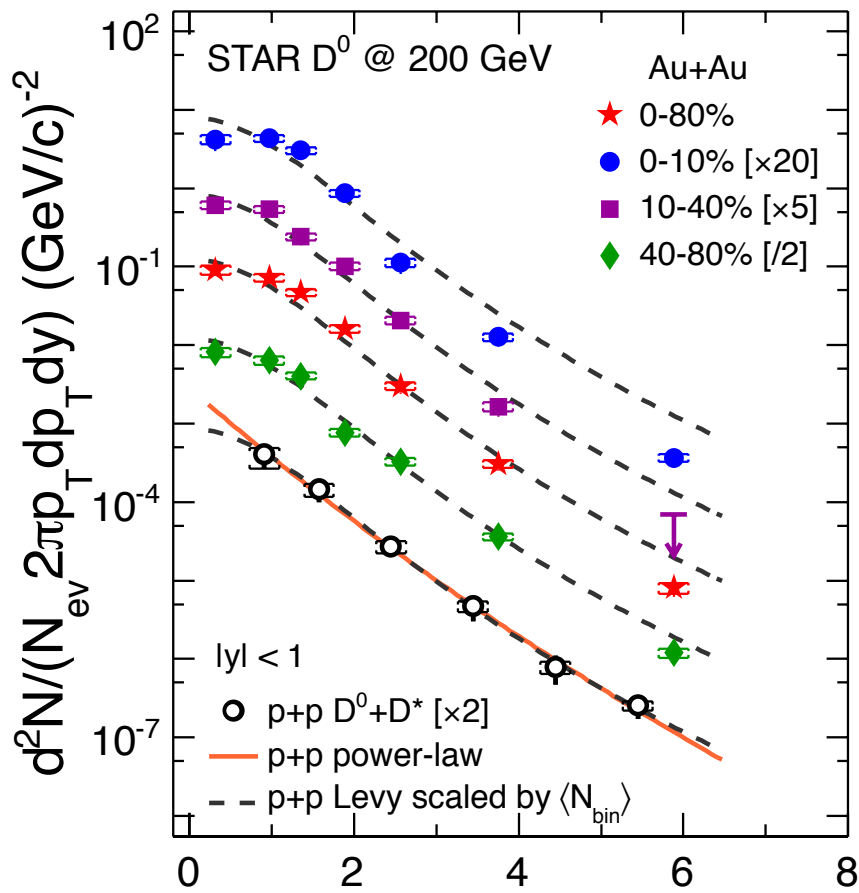 10²
10⁻¹
10⁻⁴
10⁻⁷
d²N/(N_ev 2πp_T dp_T dy) (GeV/c)⁻²
STAR D⁰ @ 200 GeV
Au+Au
0-80%
0-10% [×20]
10-40% [×5]
40-80% [/2]
|y| < 1
p+p D⁰+D* [×2]
p+p power-law
p+p Levy scaled by ⟨N_bin⟩
0 2 4 6 8